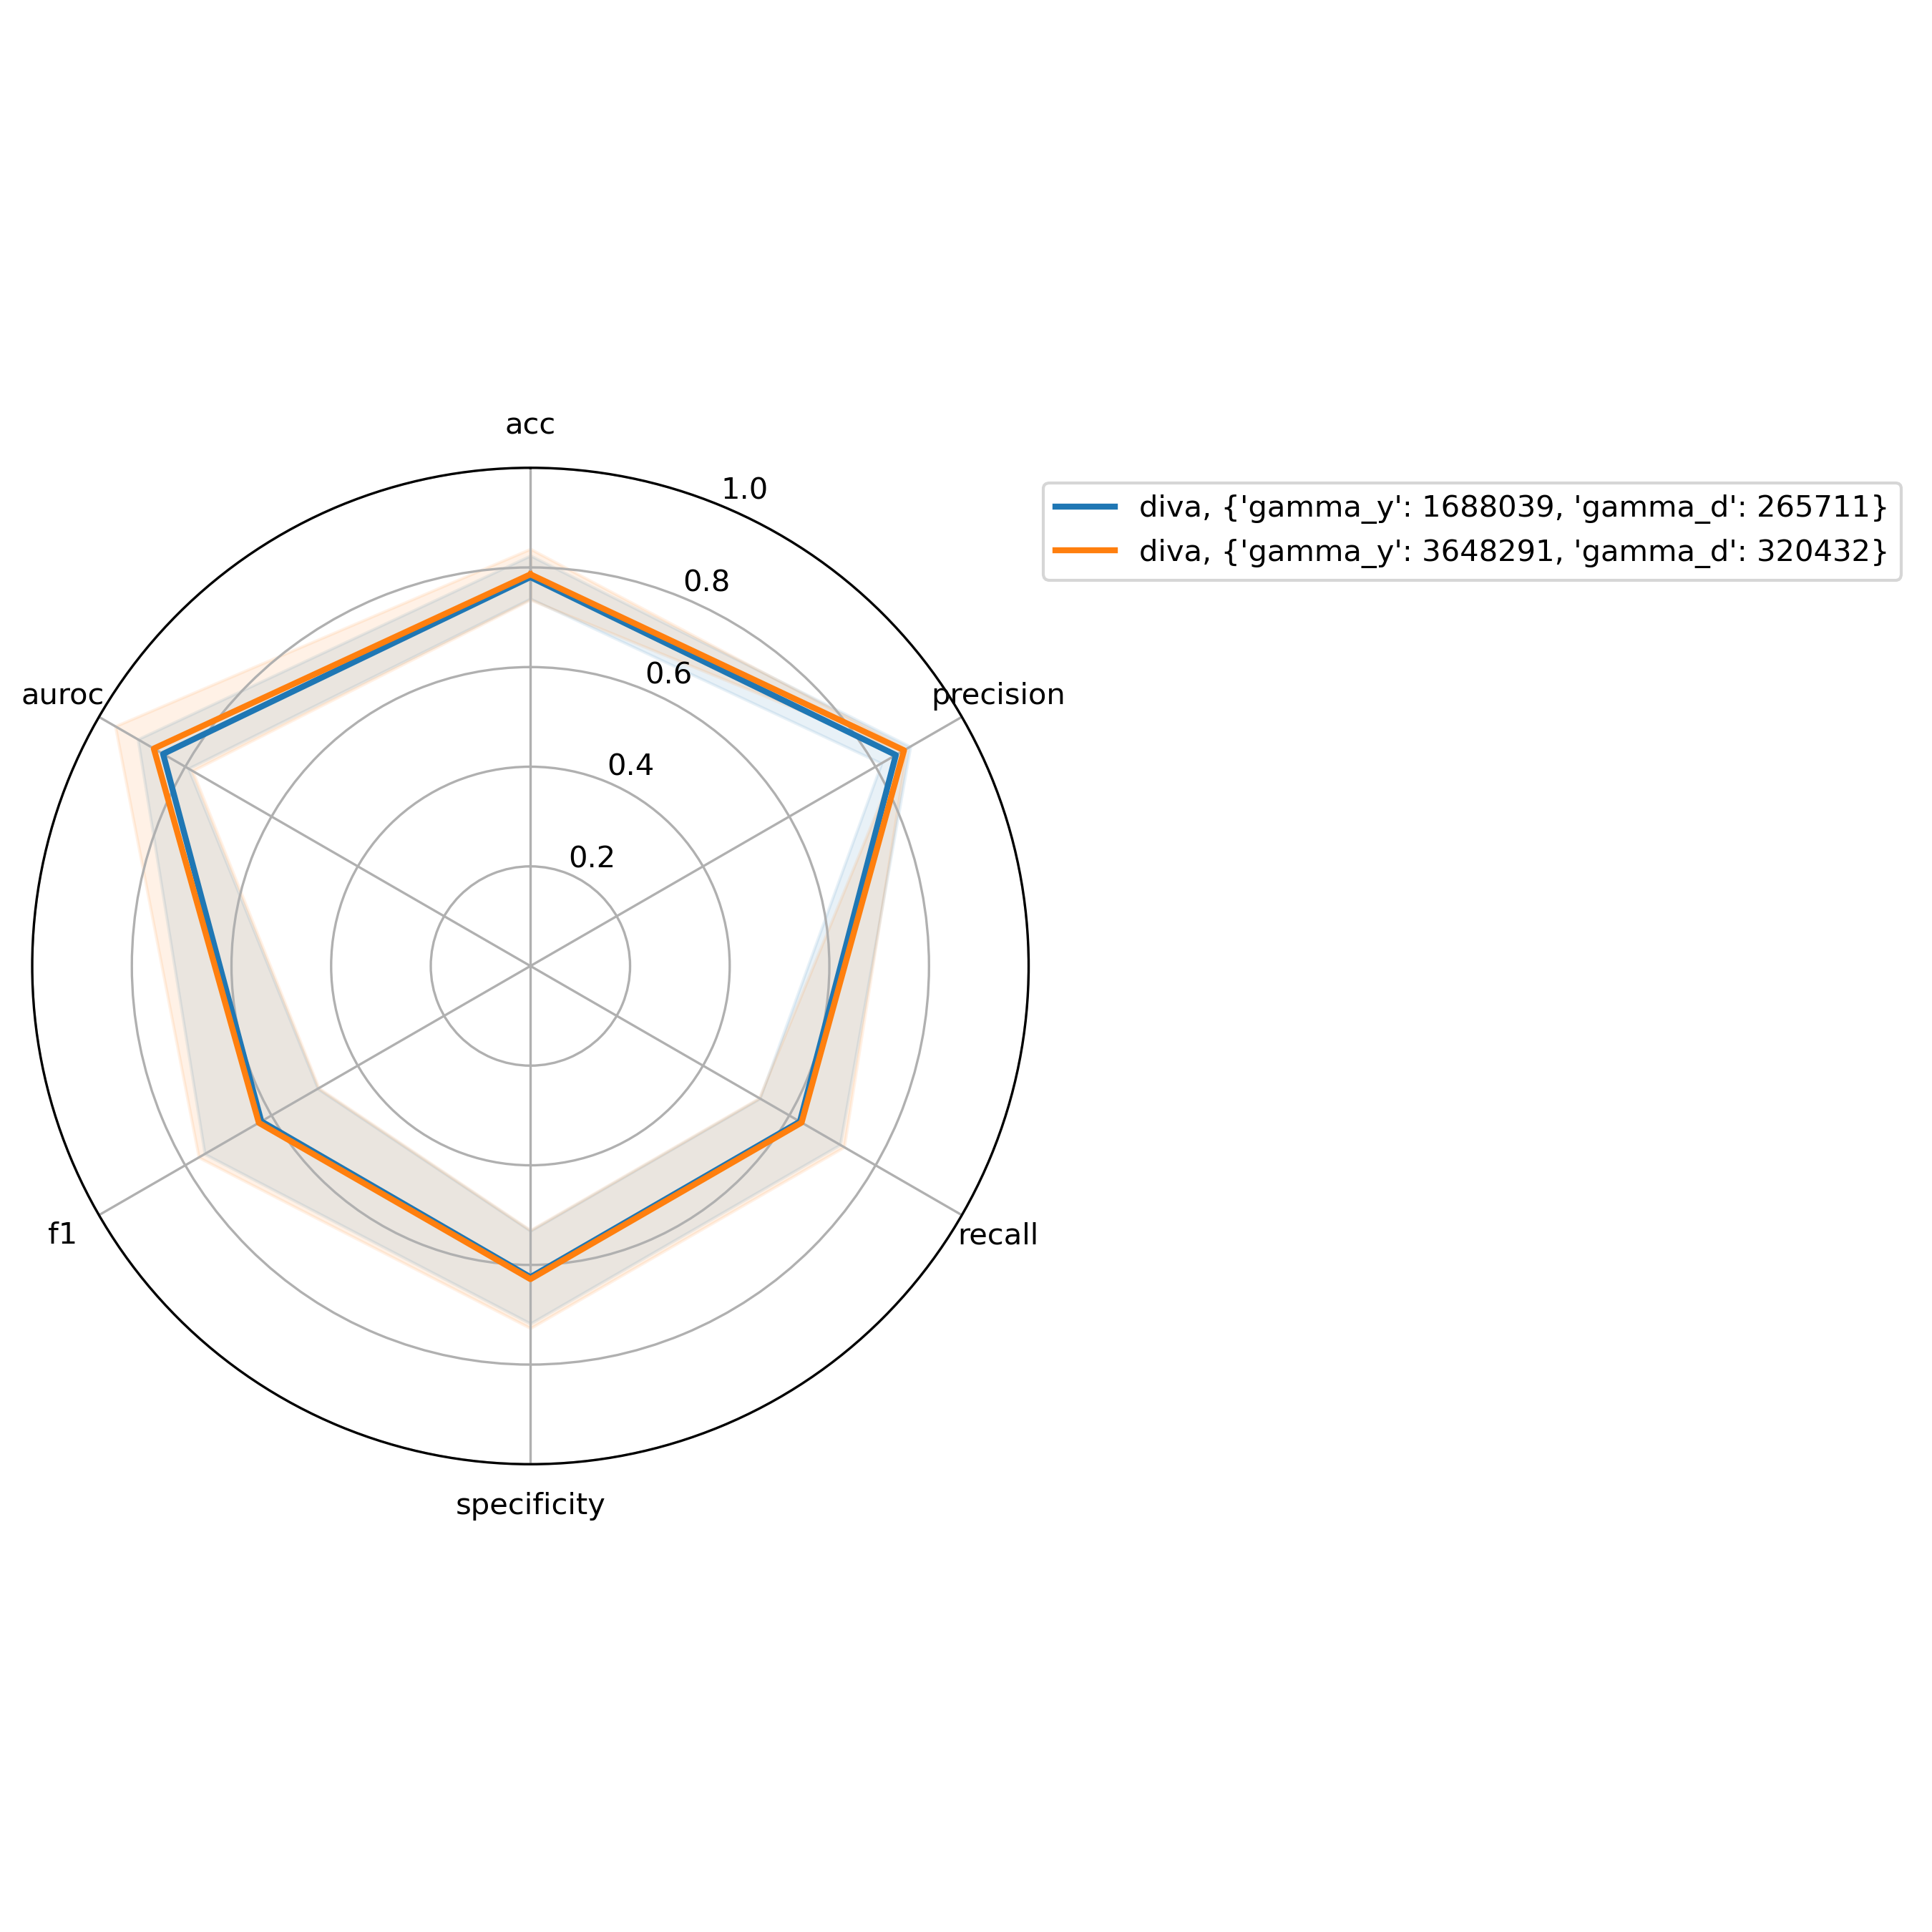 acc
1.0
diva, {'gamma_y': 1688039, 'gamma_d': 265711}
diva, {'gamma_y': 3648291, 'gamma_d': 320432}
0.8
0.6
auroc
precision
0.4
0.2
f1
recall
specificity